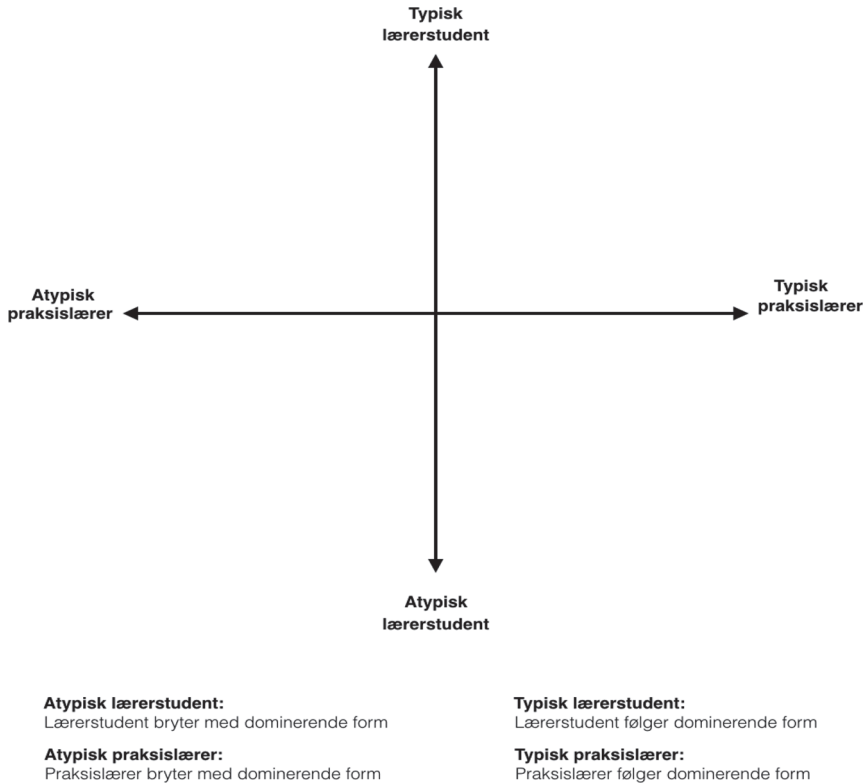 Typisk
lærerstudent
Atypisk
praksislærer
Typisk
praksislærer
Atypisk
lærerstudent
Atypisk lærerstudent:
Lærerstudent bryter med dominerende form
Typisk lærerstudent:
Lærerstudent følger dominerende form
Atypisk praksislærer:
Praksislærer bryter med dominerende form
Typisk praksislærer:
Praksislærer følger dominerende form